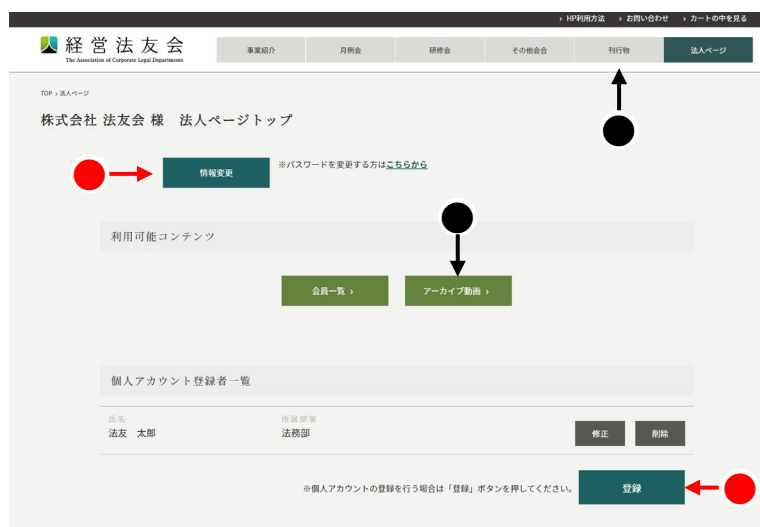 › HP利用方法 › お問い合わせ › カートの中を見る
経営法友会
The Association of Corporate Legal Departments
事業紹介 月例会 研修会 その他会合 刊行物 法人ページ
TOP › 法人ページ
株式会社 法友会 様 法人ページトップ
情報変更 ※パスワードを変更する方はこちらから
利用可能コンテンツ
会員一覧 › アーカイブ動画 ›
個人アカウント登録者一覧
氏名 所属部署
法友 太郎 法務部 修正 削除
※個人アカウントの登録を行う場合は「登録」ボタンを押してください。 登録